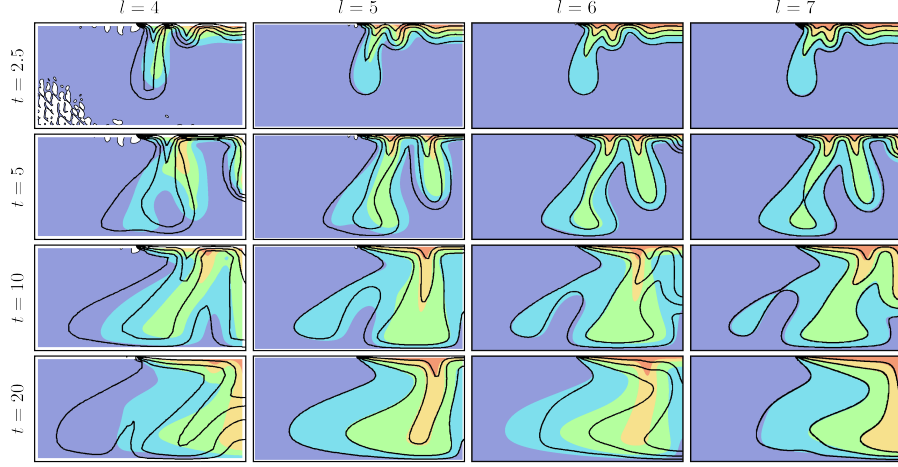 l = 4 l = 5 l = 6 l = 7
t = 2.5
t = 5
t = 10
t = 20